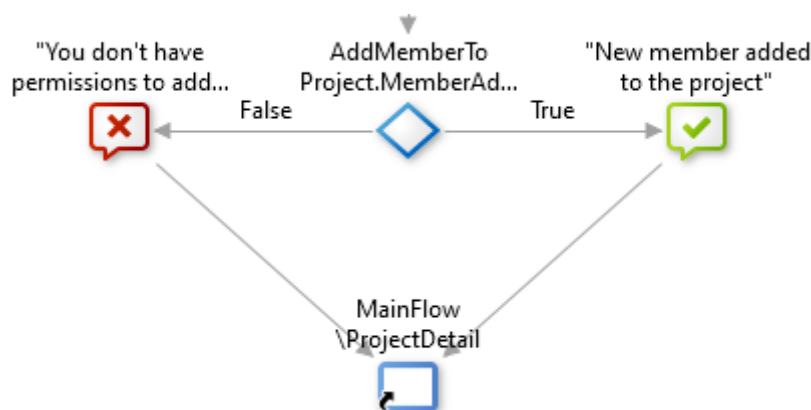 "You don't have
permissions to add...
AddMemberTo
Project.MemberAd...
"New member added
to the project"
False
True
MainFlow
\ProjectDetail